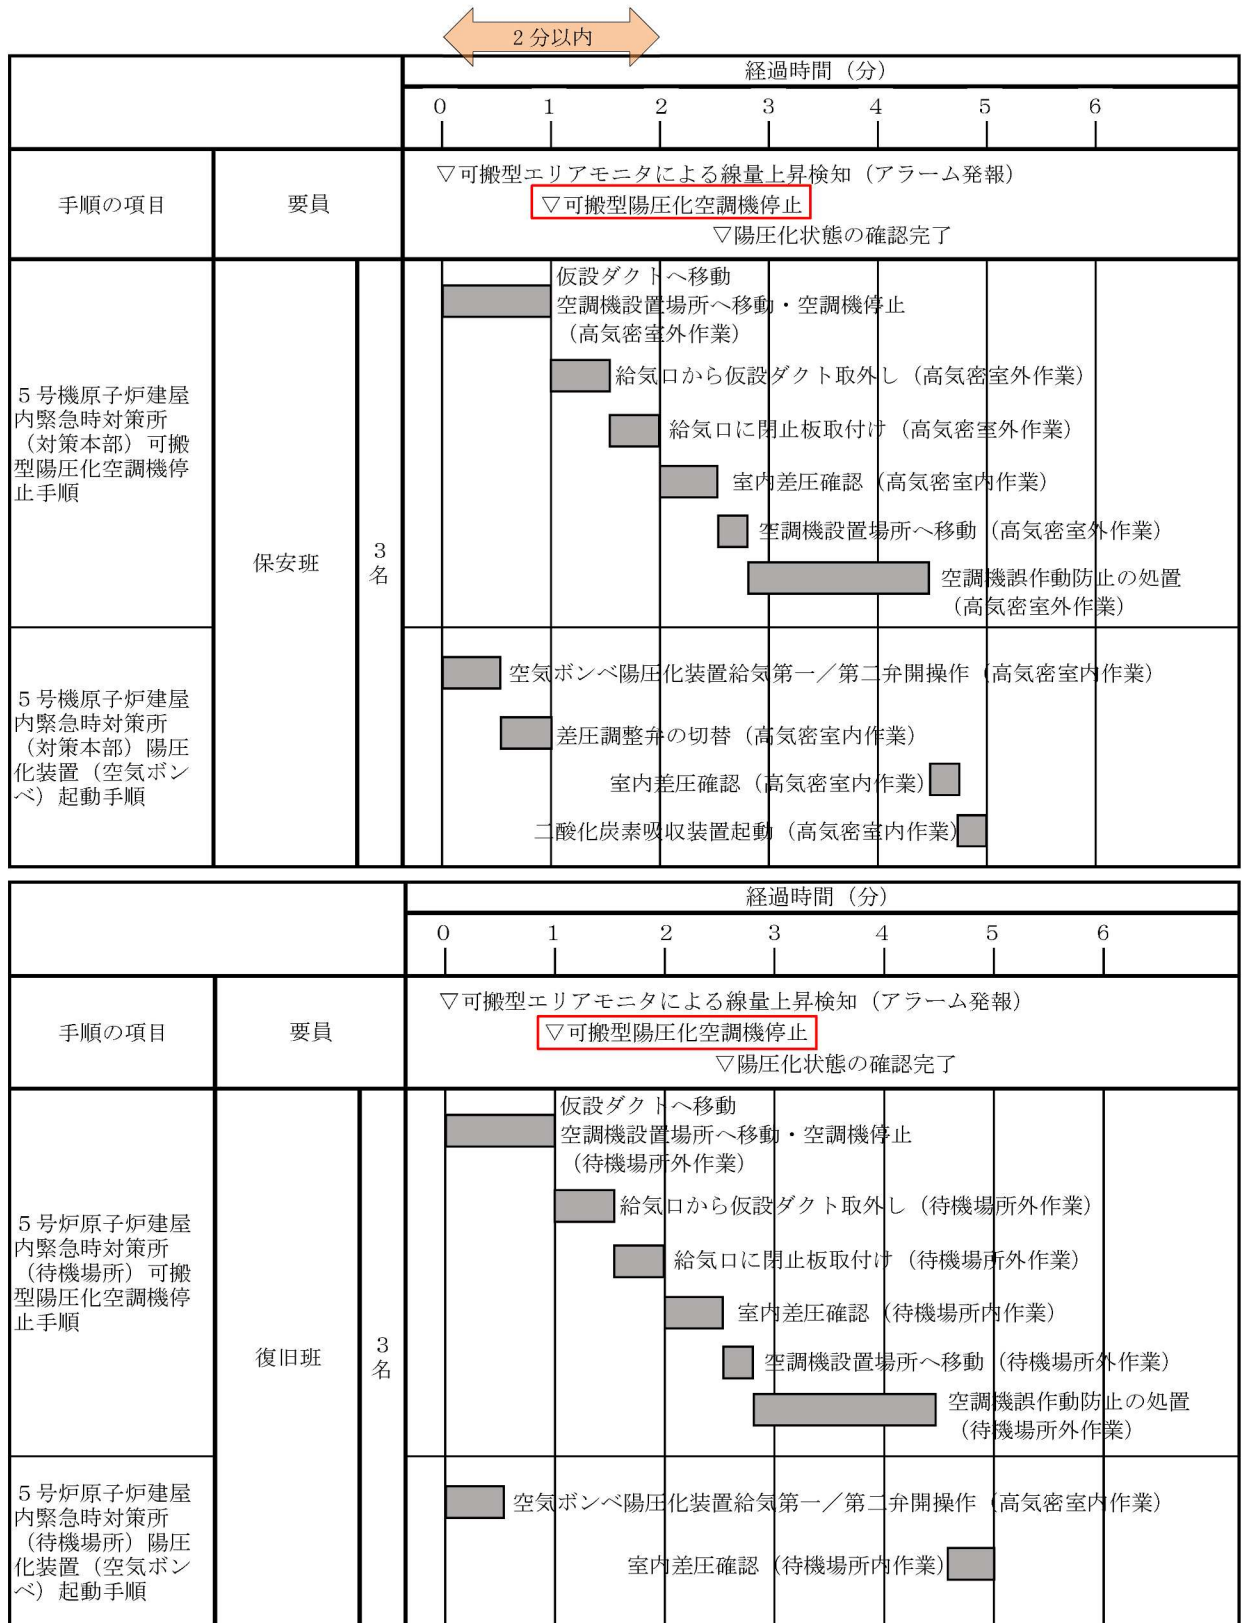 2分以内
経過時間（分）
0 1 2 3 4 5 6
手順の項目
要員
▽可搬型エリアモニタによる線量上昇検知（アラーム発報）
▽可搬型陽圧化空調機停止
▽陽圧化状態の確認完了
5号機原子炉建屋
内緊急時対策所
（対策本部）可搬
型陽圧化空調機停
止手順
保安班
3
名
仮設ダクトへ移動
空調機設置場所へ移動・空調機停止
（高気密室外作業）
給気口から仮設ダクト取外し（高気密室外作業）
給気口に閉止板取付け（高気密室外作業）
室内差圧確認（高気密室内作業）
空調機設置場所へ移動（高気密室外作業）
空調機誤作動防止の処置
（高気密室外作業）
5号機原子炉建屋
内緊急時対策所
（対策本部）陽圧
化装置（空気ボン
ベ）起動手順
空気ボンベ陽圧化装置給気第一／第二弁開操作（高気密室内作業）
差圧調整弁の切替（高気密室内作業）
室内差圧確認（高気密室内作業）
二酸化炭素吸収装置起動（高気密室内作業）
経過時間（分）
0 1 2 3 4 5 6
手順の項目
要員
▽可搬型エリアモニタによる線量上昇検知（アラーム発報）
▽可搬型陽圧化空調機停止
▽陽圧化状態の確認完了
5号炉原子炉建屋
内緊急時対策所
（待機場所）可搬
型陽圧化空調機停
止手順
復旧班
3
名
仮設ダクトへ移動
空調機設置場所へ移動・空調機停止
（待機場所外作業）
給気口から仮設ダクト取外し（待機場所外作業）
給気口に閉止板取付け（待機場所外作業）
室内差圧確認（待機場所内作業）
空調機設置場所へ移動（待機場所外作業）
空調機誤作動防止の処置
（待機場所外作業）
5号炉原子炉建屋
内緊急時対策所
（待機場所）陽圧
化装置（空気ボン
ベ）起動手順
空気ボンベ陽圧化装置給気第一／第二弁開操作（高気密室内作業）
室内差圧確認（待機場所内作業）